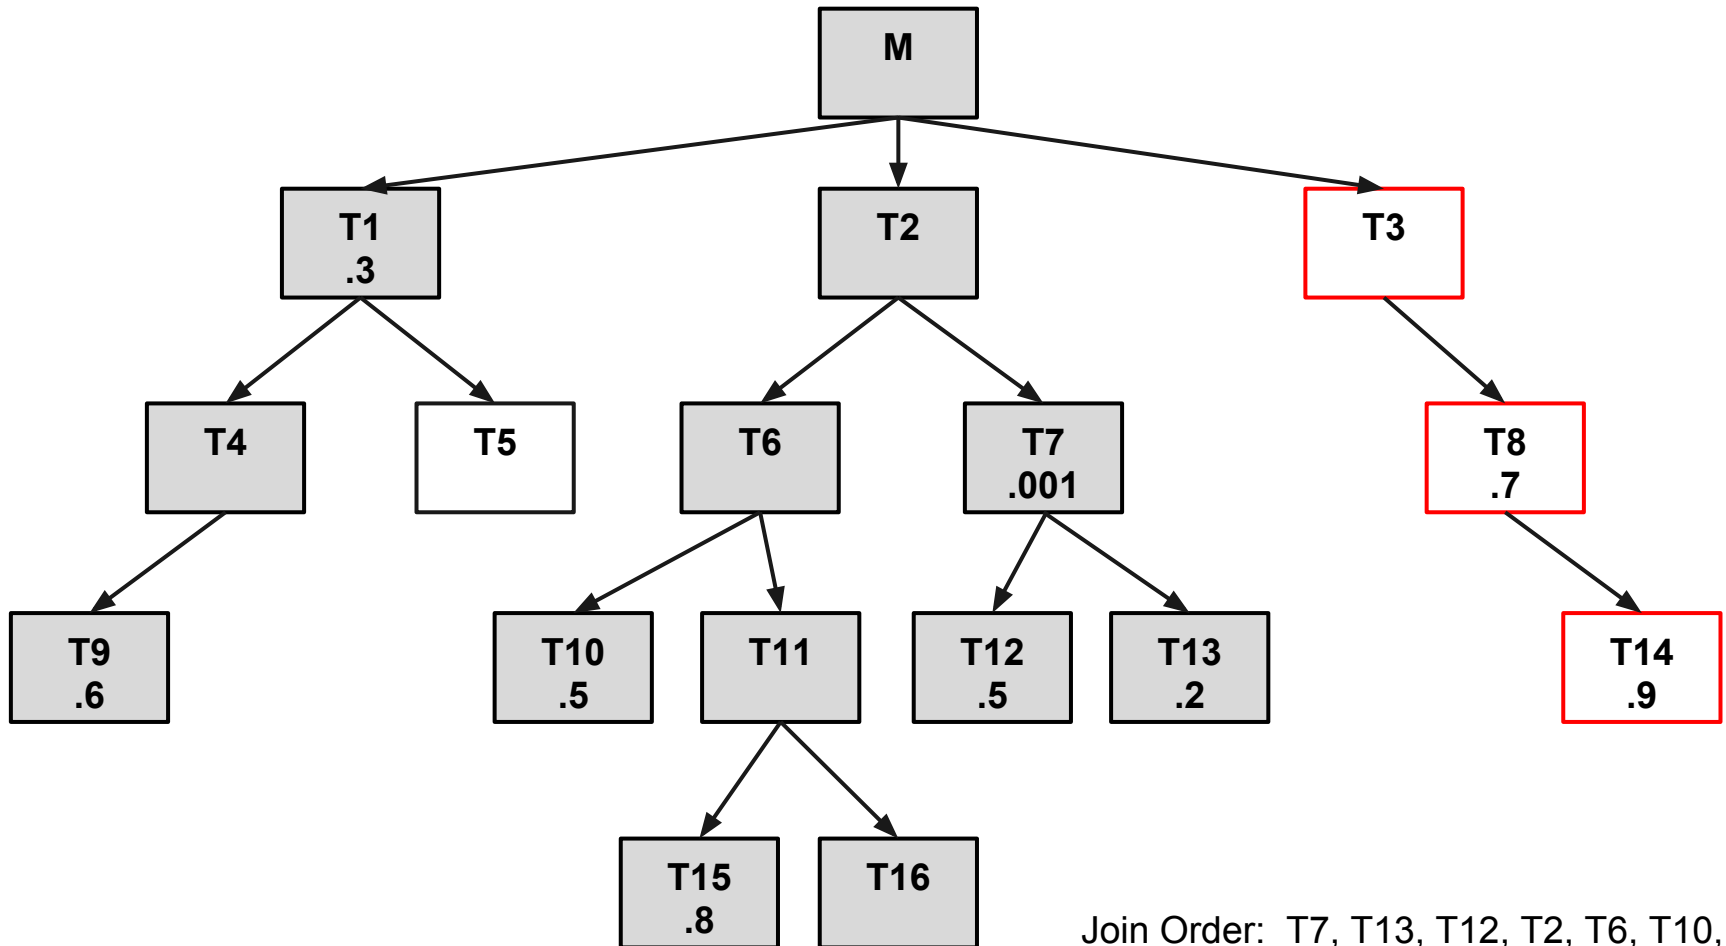 M
T1
.3
T2
T3
T4
T5
T6
T7
.001
T8
.7
T9
.6
T10
.5
T11
T12
.5
T13
.2
T14
.9
T15
.8
T16
Join Order: T7, T13, T12, T2, T6, T10,